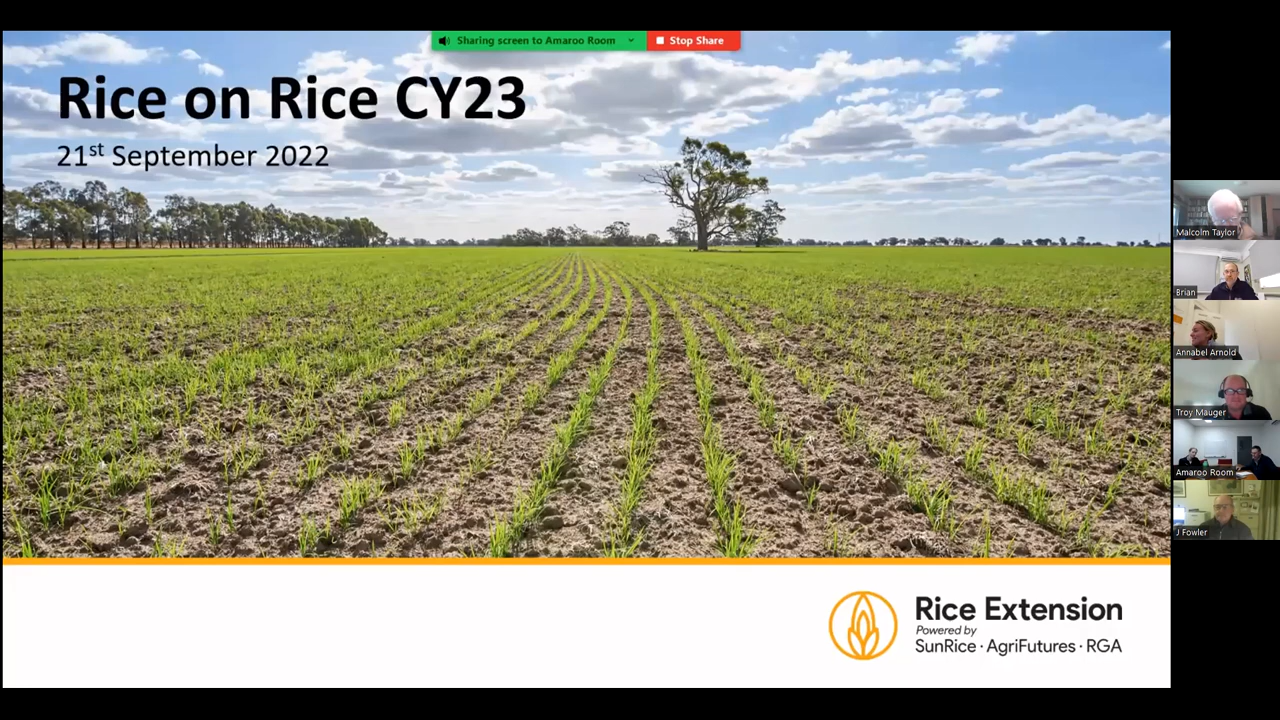 Sharing screen to Amaroo Room
Stop Share
Rice on Rice CY23
21st September 2022
Malcolm Taylor
Brian
Annabel Arnold
Troy Mauger
Amaroo Room
J Fowler
Rice Extension
Powered by
SunRice · AgriFutures · RGA